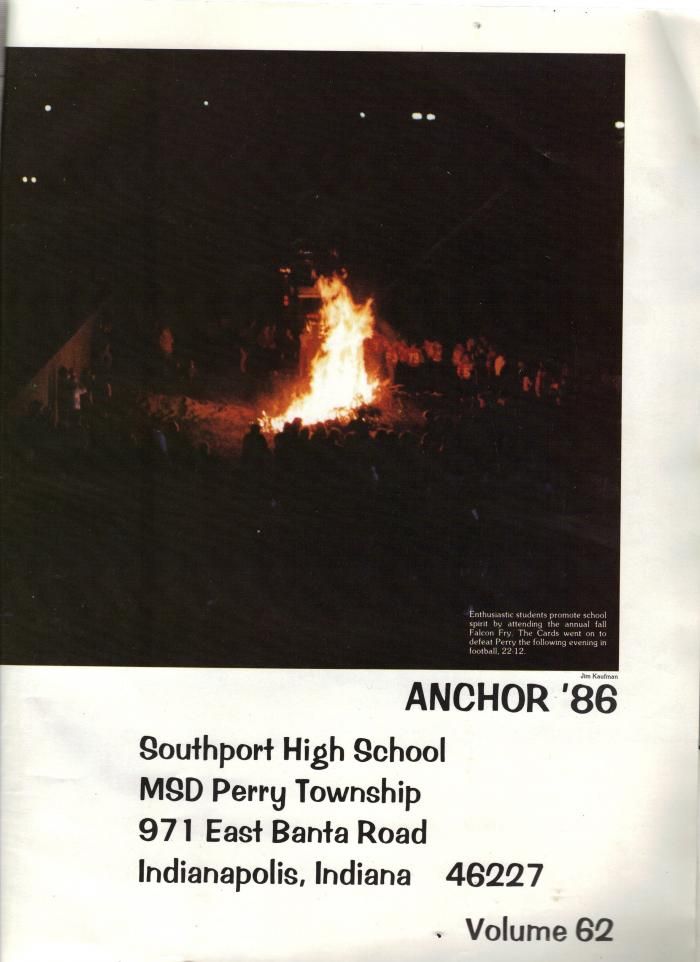 Enthusiastic students promote school
spirit by attending the annual fall
Falcon Fry. The Cards went on to
defeat Perry the following evening in
football, 22-12.
Jim Kaufman
ANCHOR '86
Southport High School
MSD Perry Township
971 East Banta Road
Indianapolis, Indiana 46227
Volume 62